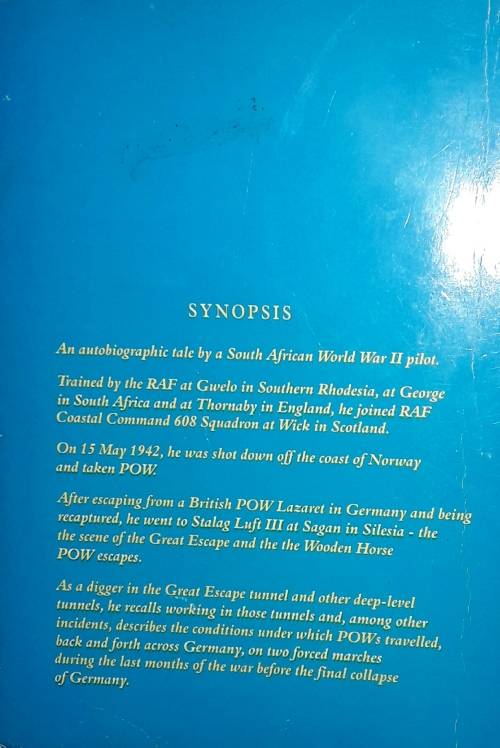 SYNOPSIS
An autobiographic tale by a South African World War II pilot.
Trained by the RAF at Gwelo in Southern Rhodesia, at George
in South Africa and at Thornaby in England, he joined RAF
Coastal Command 608 Squadron at Wick in Scotland.
On 15 May 1942, he was shot down off the coast of Norway
and taken POW.
After escaping from a British POW Lazaret in Germany and being
recaptured, he went to Stalag Luft III at Sagan in Silesia - the
the scene of the Great Escape and the the Wooden Horse
POW escapes.
As a digger in the Great Escape tunnel and other deep-level
tunnels, he recalls working in those tunnels and, among other
incidents, describes the conditions under which POWs travelled,
back and forth across Germany, on two forced marches
during the last months of the war before the final collapse
of Germany.